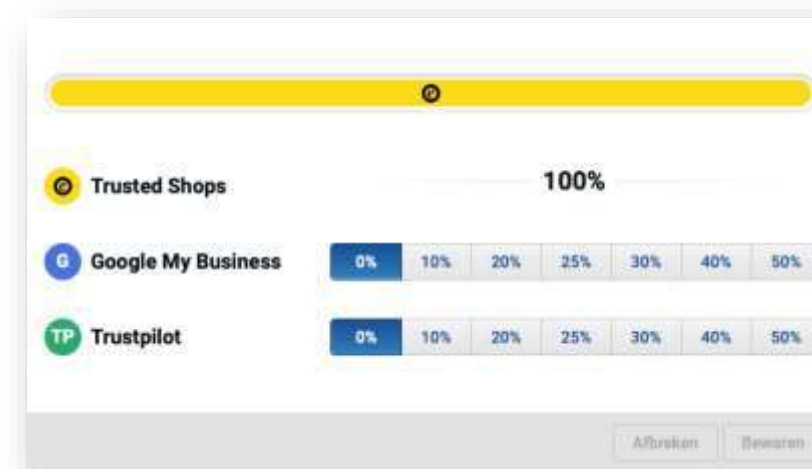 Trusted Shops 100%
G Google My Business 0% 10% 20% 25% 30% 40% 50%
TP Trustpilot 0% 10% 20% 25% 30% 40% 50%
Afbreken Bewaren